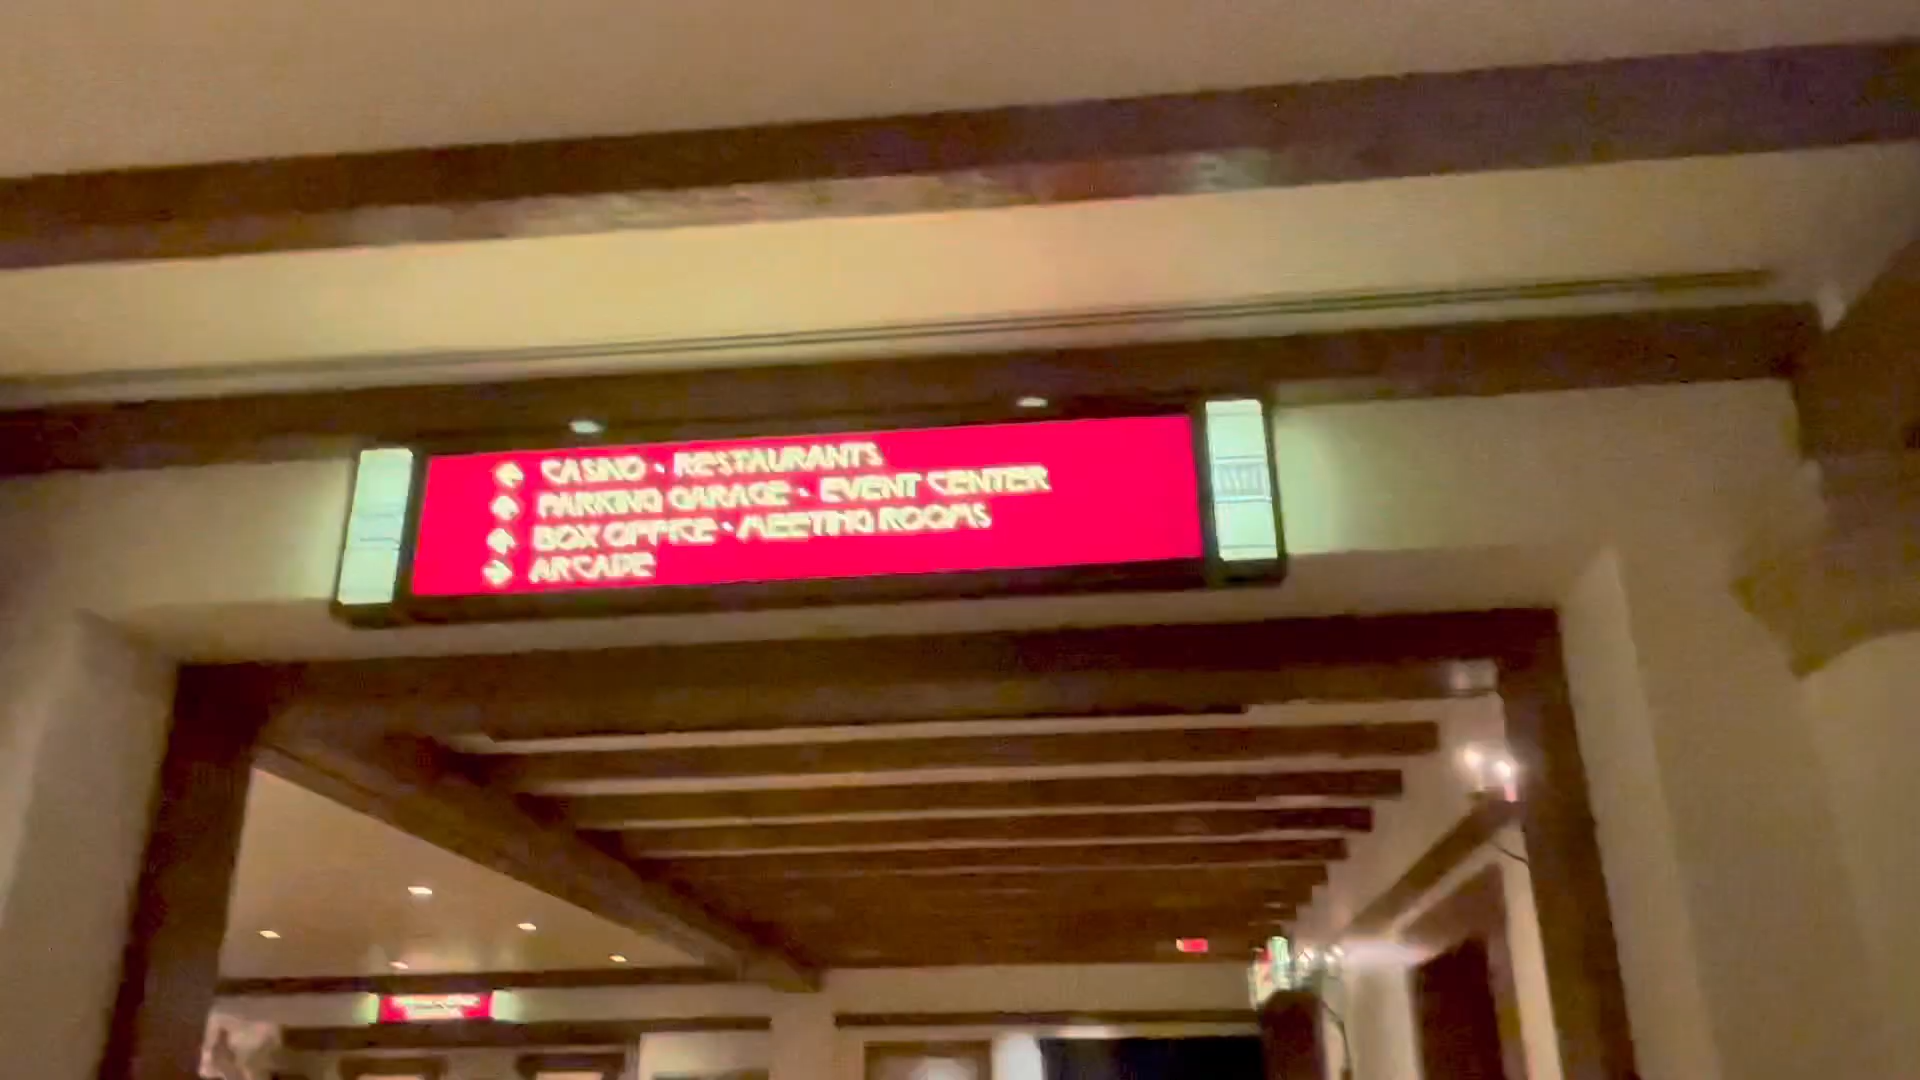 CASINO · RESTAURANTS
PARKING GARAGE · EVENT CENTER
BOX OFFICE · MEETING ROOMS
ARCADE